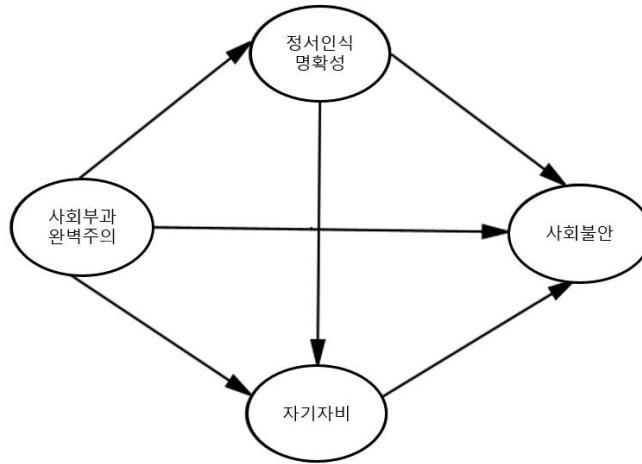 정서인식
명확성
사회부과
완벽주의
사회불안
자기자비